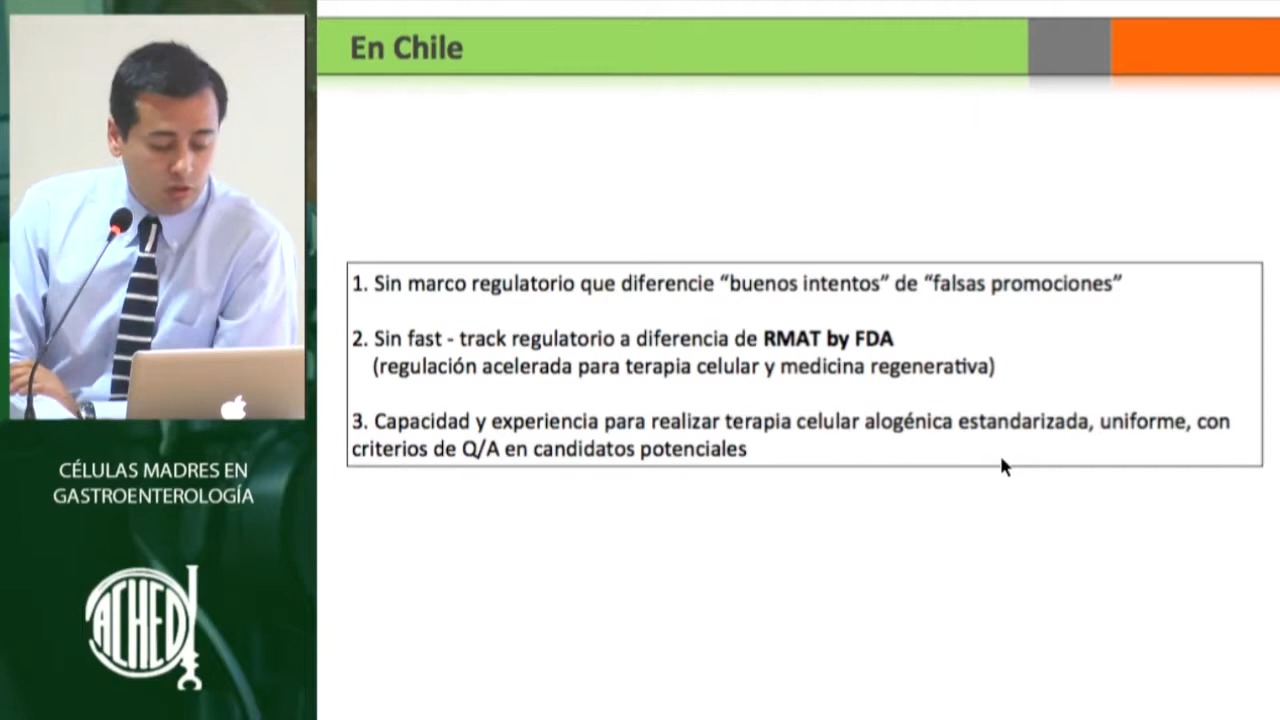 En Chile
1. Sin marco regulatorio que diferencie “buenos intentos” de “falsas promociones”
2. Sin fast - track regulatorio a diferencia de RMAT by FDA
(regulación acelerada para terapia celular y medicina regenerativa)
3. Capacidad y experiencia para realizar terapia celular alogénica estandarizada, uniforme, con
criterios de Q/A en candidatos potenciales
CÉLULAS MADRES EN
GASTROENTEROLOGÍA
ACHED